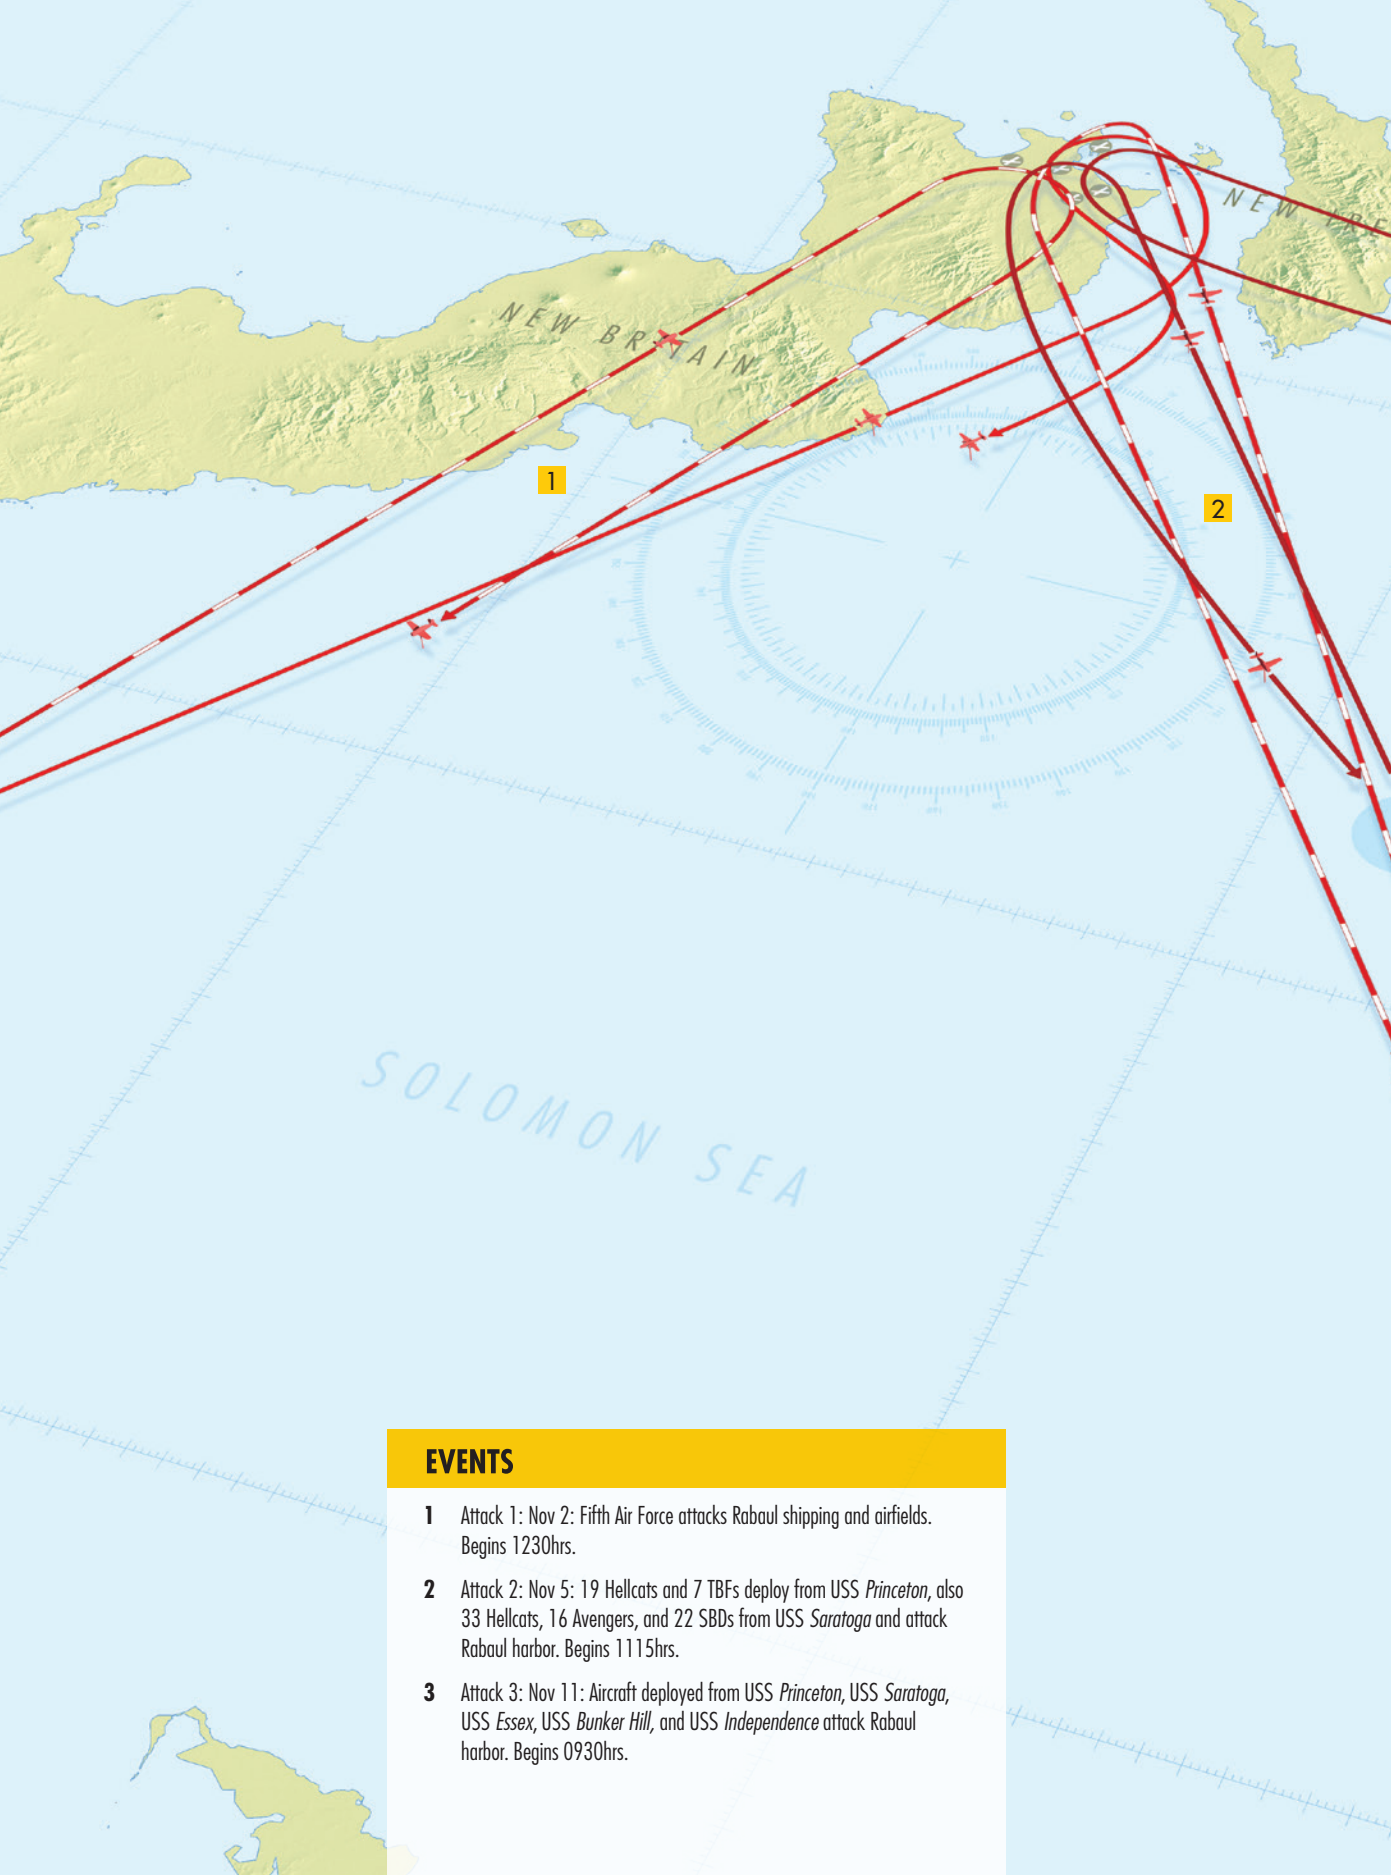 NEW
NEW BRITAIN
1
2
SOLOMON SEA
EVENTS
1 Attack 1: Nov 2: Fifth Air Force attacks Rabaul shipping and airfields.
Begins 1230hrs.
2 Attack 2: Nov 5: 19 Hellcats and 7 TBFs deploy from USS Princeton, also
33 Hellcats, 16 Avengers, and 22 SBDs from USS Saratoga and attack
Rabaul harbor. Begins 1115hrs.
3 Attack 3: Nov 11: Aircraft deployed from USS Princeton, USS Saratoga,
USS Essex, USS Bunker Hill, and USS Independence attack Rabaul
harbor. Begins 0930hrs.